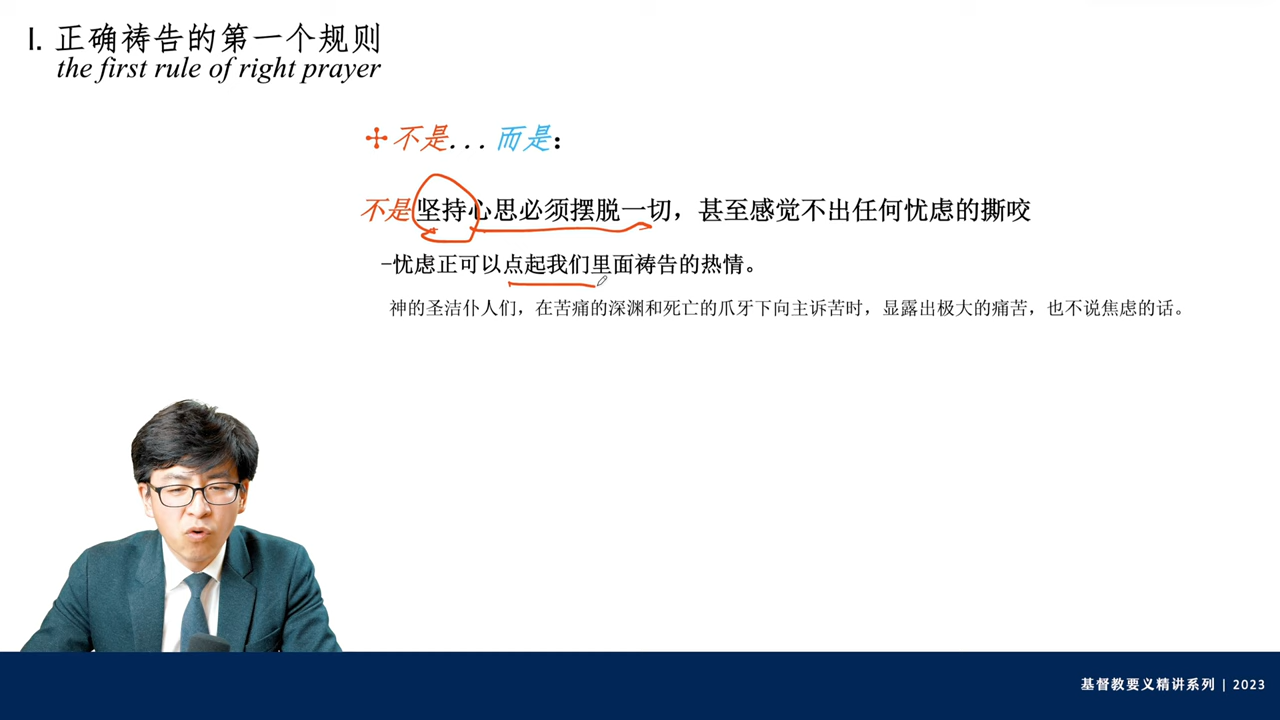 I. 正确祷告的第一个规则
the first rule of right prayer
不是...而是：
不是坚持心思必须摆脱一切，甚至感觉不出任何忧虑的撕咬
-忧虑正可以点起我们里面祷告的热情。
神的圣洁仆人们，在苦痛的深渊和死亡的爪牙下向主诉苦时，显露出极大的痛苦，也不说焦虑的话。
基督教要义精讲系列 | 2023